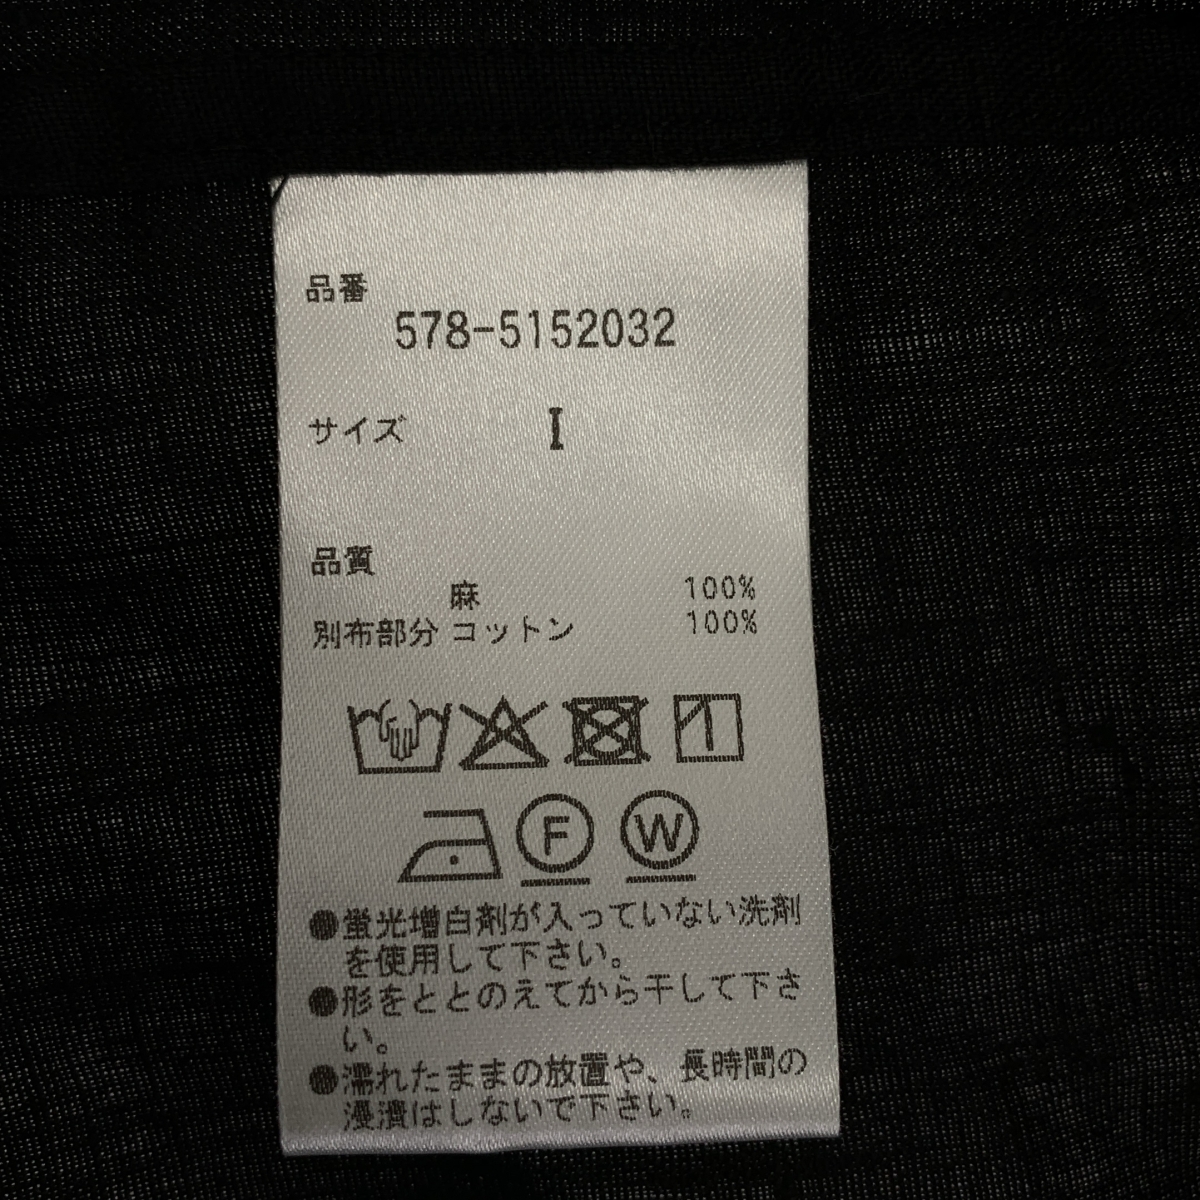 品番
578-5152032
サイズ I
品質
麻 100%
別布部分 コットン 100%
F W
●蛍光増白剤が入っていない洗剤
を使用して下さい。
●形をととのえてから干して下さ
い。
●濡れたままの放置や、長時間の
浸漬はしないで下さい。